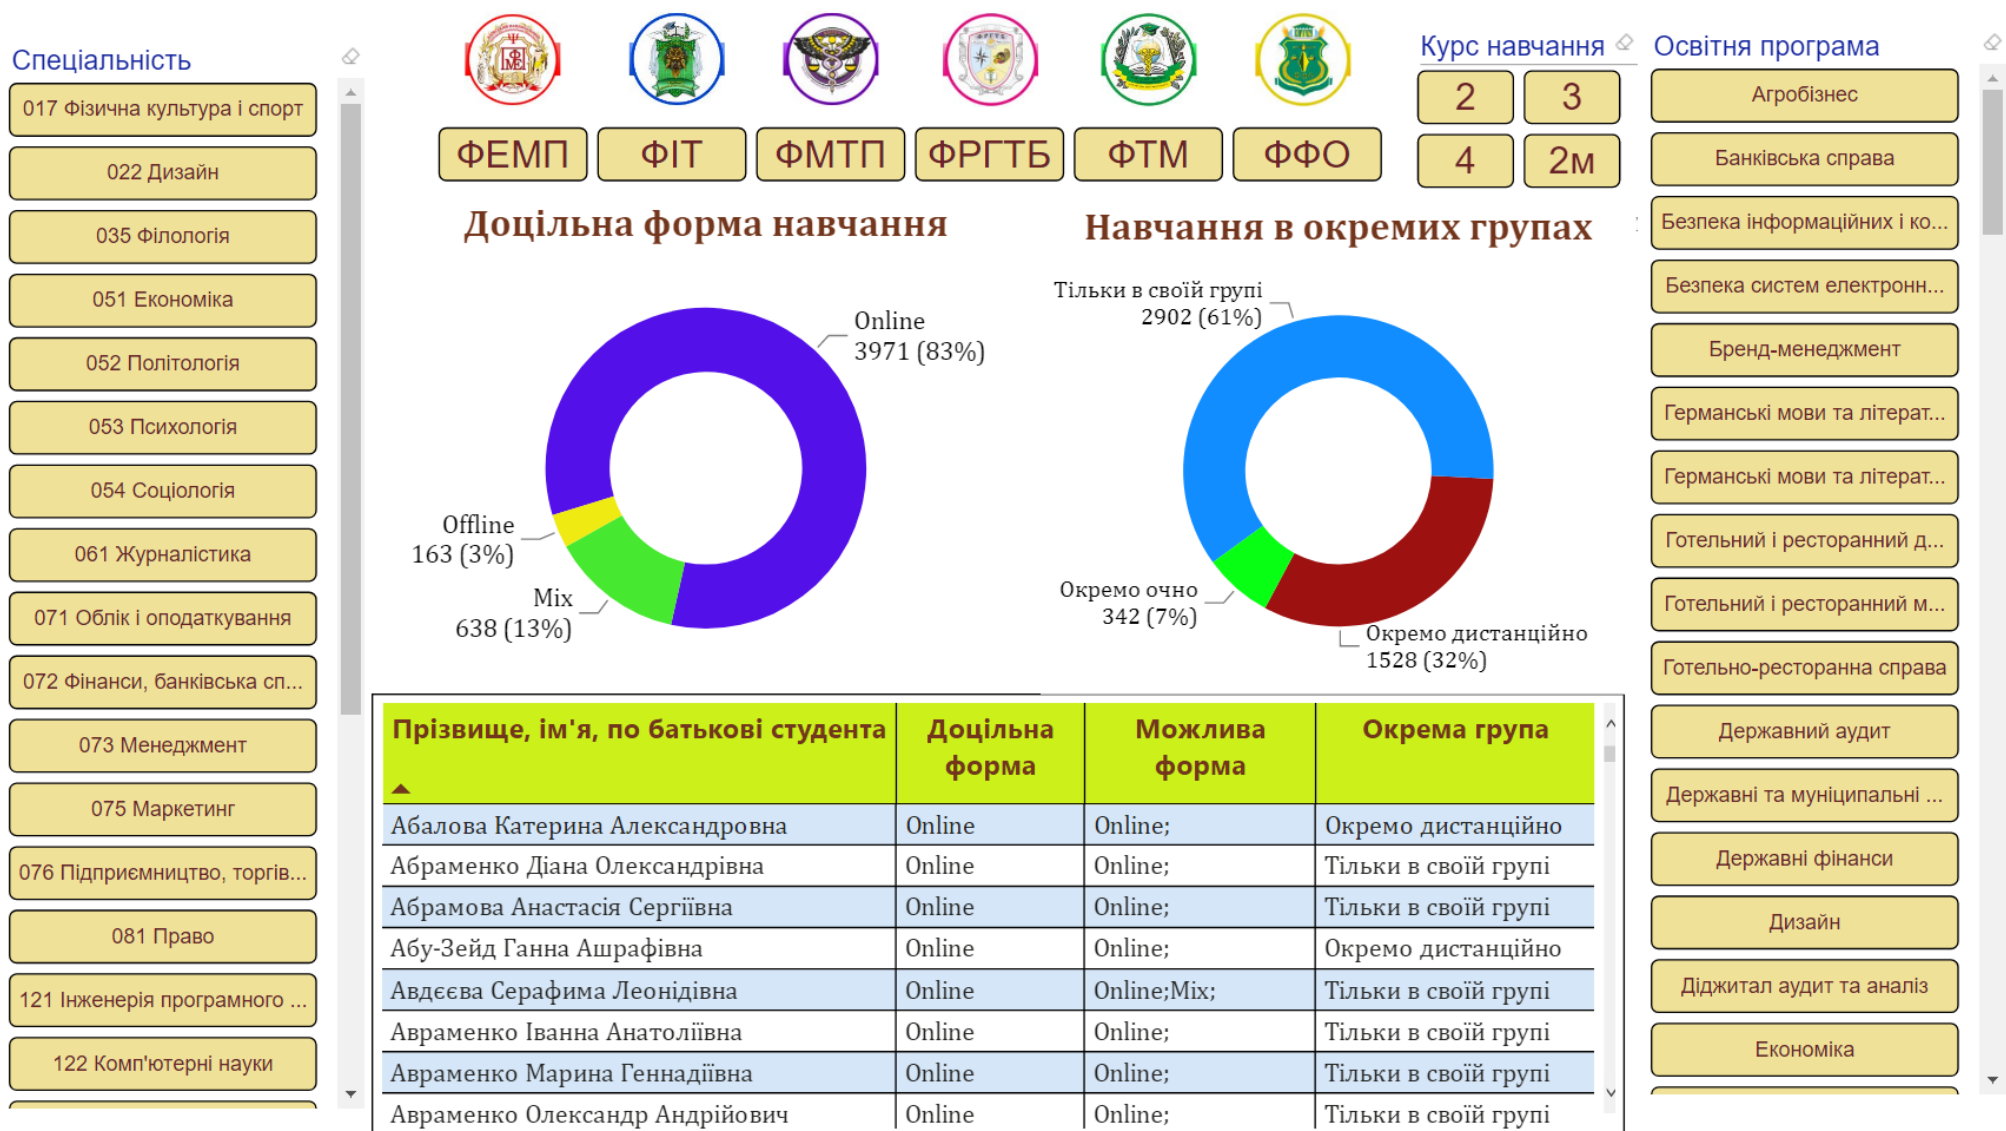 Спеціальність
017 Фізична культура і спорт
022 Дизайн
035 Філологія
051 Економіка
052 Політологія
053 Психологія
054 Соціологія
061 Журналістика
071 Облік і оподаткування
072 Фінанси, банківська сп...
073 Менеджмент
075 Маркетинг
076 Підприємництво, торгів...
081 Право
121 Інженерія програмного ...
122 Комп'ютерні науки
ФЕМП ФІТ ФМТП ФРГТБ ФТМ ФФО
Курс навчання
2 3
4 2м
Доцільна форма навчання
Online
3971 (83%)
Offline
163 (3%)
Mix
638 (13%)
Навчання в окремих групах
Тільки в своїй групі
2902 (61%)
Окремо очно
342 (7%)
Окремо дистанційно
1528 (32%)
Прізвище, ім'я, по батькові студента Доцільна форма Можлива форма Окрема група
Абалова Катерина Александровна Online Online; Окремо дистанційно
Абраменко Діана Олександрівна Online Online; Тільки в своїй групі
Абрамова Анастасія Сергіївна Online Online; Тільки в своїй групі
Абу-Зейд Ганна Ашрафівна Online Online; Окремо дистанційно
Авдєєва Серафима Леонідівна Online Online;Mix; Тільки в своїй групі
Авраменко Іванна Анатоліївна Online Online; Тільки в своїй групі
Авраменко Марина Геннадіївна Online Online; Тільки в своїй групі
Авраменко Олександр Андрійович Online Online; Тільки в своїй групі
Освітня програма
Агробізнес
Банківська справа
Безпека інформаційних і ко...
Безпека систем електронн...
Бренд-менеджмент
Германські мови та літерат...
Германські мови та літерат...
Готельний і ресторанний д...
Готельний і ресторанний м...
Готельно-ресторанна справа
Державний аудит
Державні та муніципальні ...
Державні фінанси
Дизайн
Діджитал аудит та аналіз
Економіка